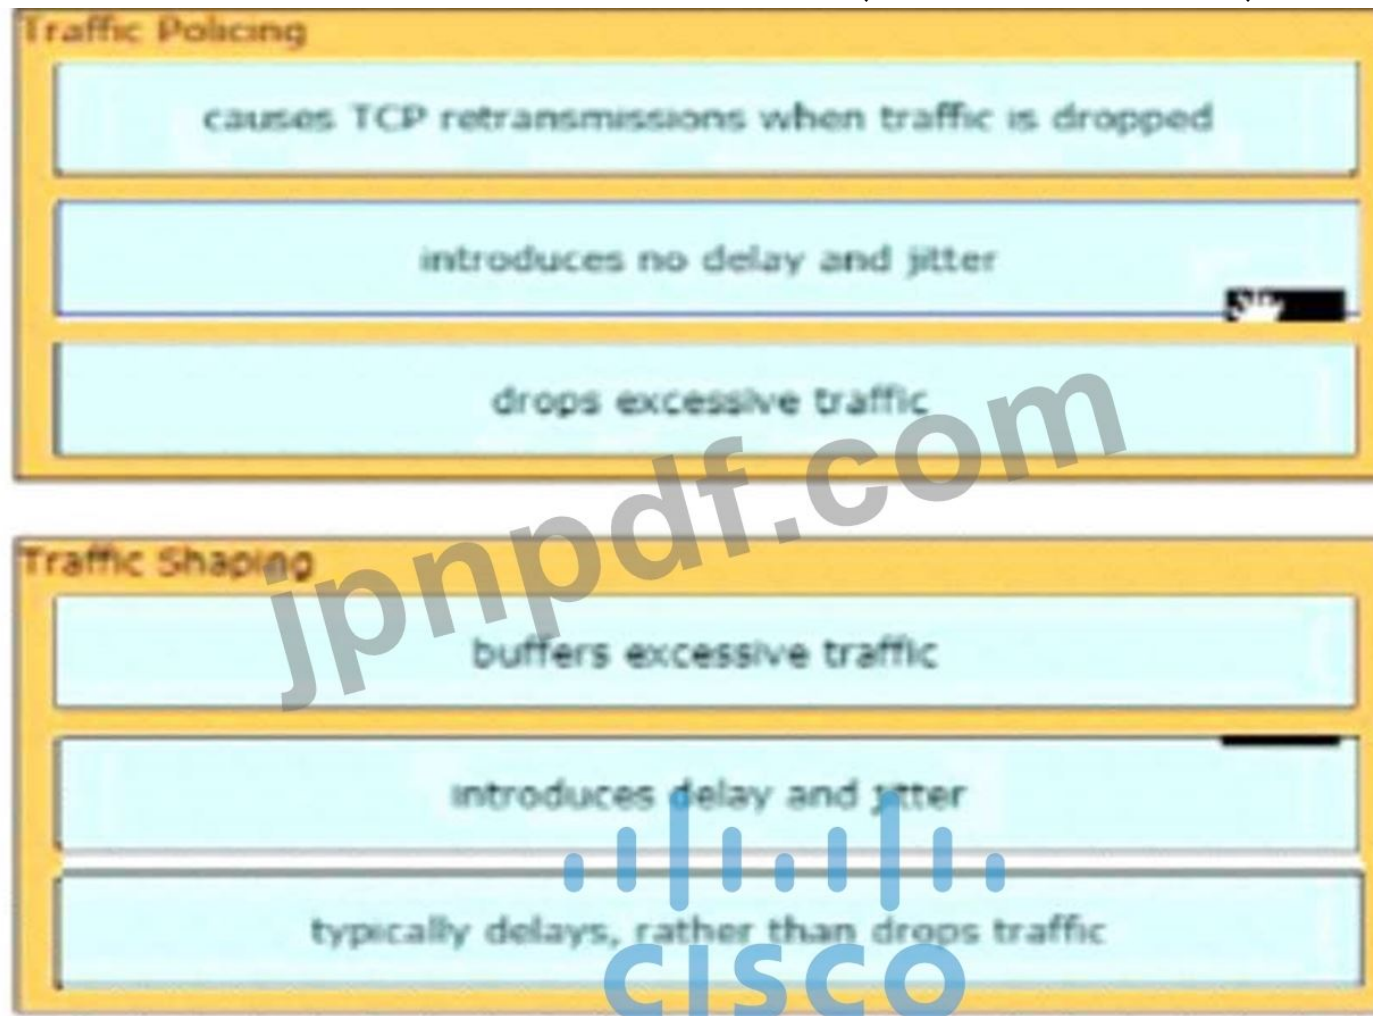 Traffic Policing
causes TCP retransmissions when traffic is dropped
introduces no delay and jitter
drops excessive traffic
jpnpdf.com
Traffic Shaping
buffers excessive traffic
introduces delay and jitter
typically delays, rather than drops traffic
CISCO